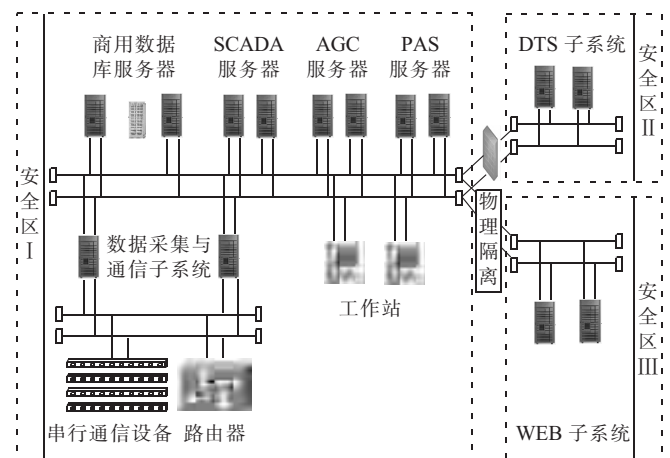 商用数据
库服务器
SCADA
服务器
AGC
服务器
PAS
服务器
DTS 子系统
安全区Ⅱ
安全区Ⅰ
数据采集与
通信子系统
工作站
物理隔离
安全区Ⅲ
串行通信设备
路由器
WEB 子系统